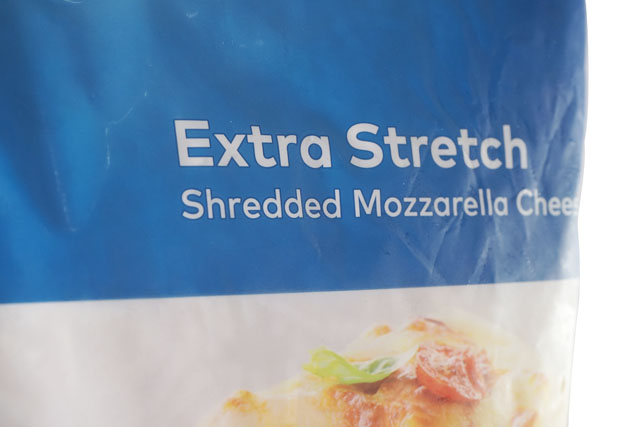 Extra Stretch
Shredded Mozzarella Chees